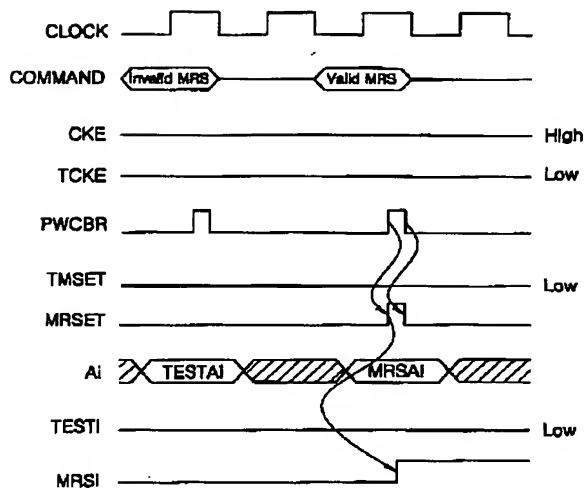 CLOCK
COMMAND Invalid MRS Valid MRS
CKE High
TCKE Low
PWCBR
TMSET Low
MRSET
Ai TESTAI MRSAI
TESTI Low
MRSI